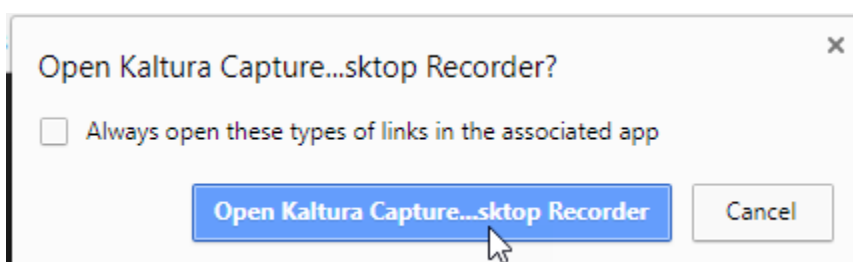 Open Kaltura Capture...sktop Recorder?
Always open these types of links in the associated app
Open Kaltura Capture...sktop Recorder
Cancel